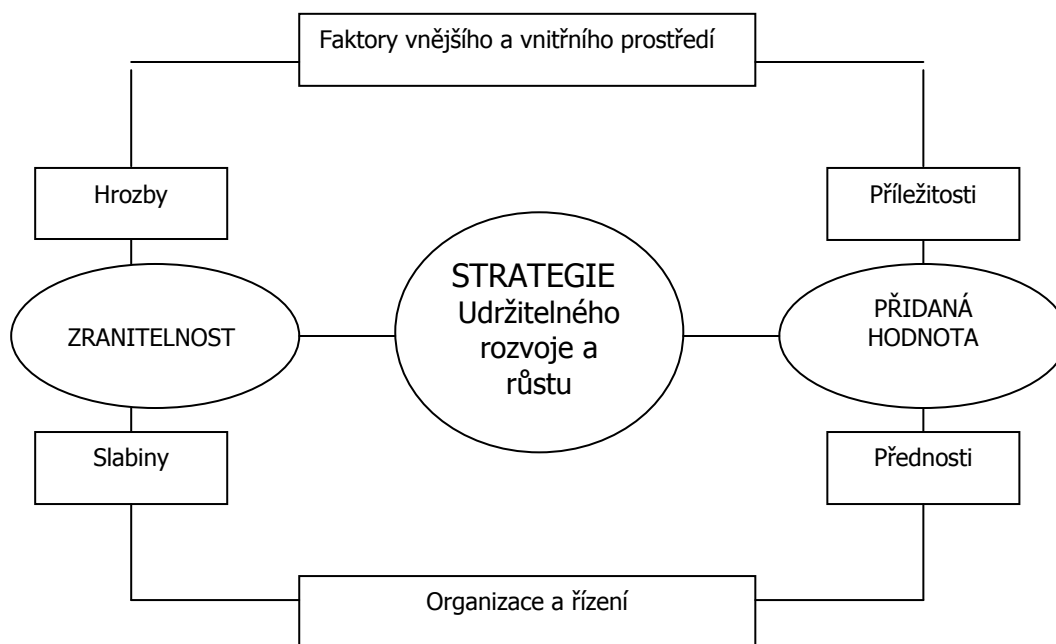 Faktory vnějšího a vnitřního prostředí
Hrozby
Příležitosti
STRATEGIE
Udržitelného
rozvoje a
růstu
ZRANITELNOST
PŘIDANÁ
HODNOTA
Slabiny
Přednosti
Organizace a řízení